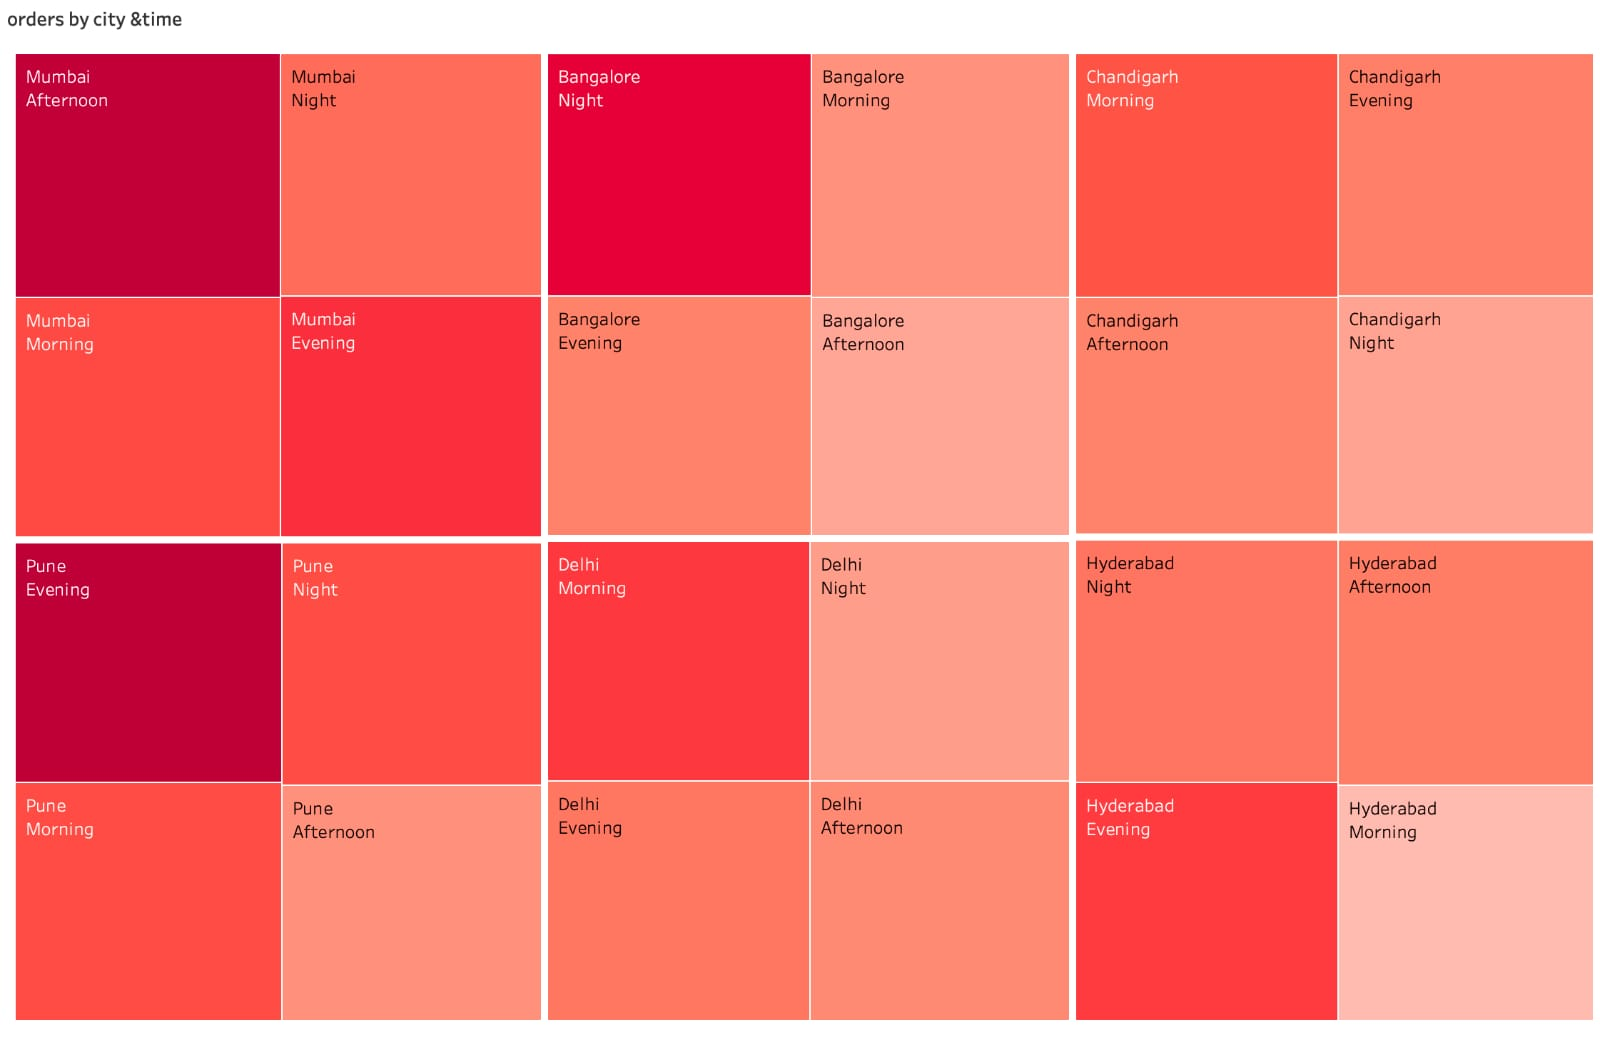 orders by city &time
Mumbai
Afternoon
Mumbai
Night
Mumbai
Morning
Mumbai
Evening
Bangalore
Night
Bangalore
Morning
Bangalore
Evening
Bangalore
Afternoon
Chandigarh
Morning
Chandigarh
Evening
Chandigarh
Afternoon
Chandigarh
Night
Pune
Evening
Pune
Night
Pune
Morning
Pune
Afternoon
Delhi
Morning
Delhi
Night
Delhi
Evening
Delhi
Afternoon
Hyderabad
Night
Hyderabad
Afternoon
Hyderabad
Evening
Hyderabad
Morning